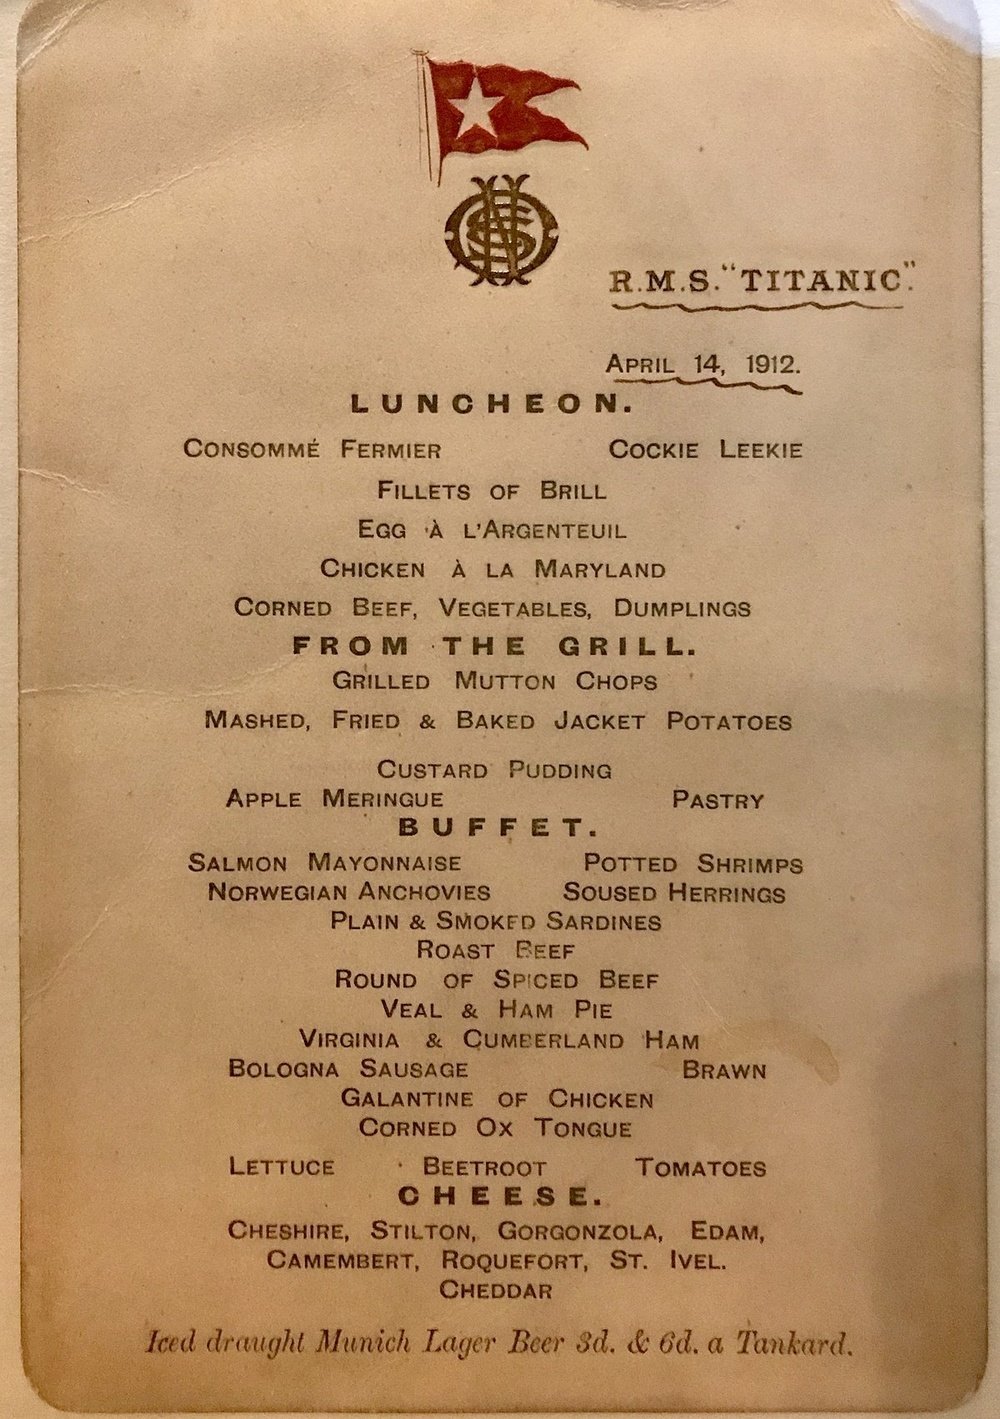 R.M.S. "TITANIC".
APRIL 14, 1912.
LUNCHEON.
CONSOMMÉ FERMIER COCKIE LEEKIE
FILLETS OF BRILL
EGG À L'ARGENTEUIL
CHICKEN À LA MARYLAND
CORNED BEEF, VEGETABLES, DUMPLINGS
FROM THE GRILL.
GRILLED MUTTON CHOPS
MASHED, FRIED & BAKED JACKET POTATOES
CUSTARD PUDDING
APPLE MERINGUE PASTRY
BUFFET.
SALMON MAYONNAISE POTTED SHRIMPS
NORWEGIAN ANCHOVIES SOUSED HERRINGS
PLAIN & SMOKED SARDINES
ROAST BEEF
ROUND OF SPICED BEEF
VEAL & HAM PIE
VIRGINIA & CUMBERLAND HAM
BOLOGNA SAUSAGE BRAWN
GALANTINE OF CHICKEN
CORNED OX TONGUE
LETTUCE BEETROOT TOMATOES
CHEESE.
CHESHIRE, STILTON, GORGONZOLA, EDAM,
CAMEMBERT, ROQUEFORT, ST. IVEL.
CHEDDAR
Iced draught Munich Lager Beer 3d. & 6d. a Tankard.